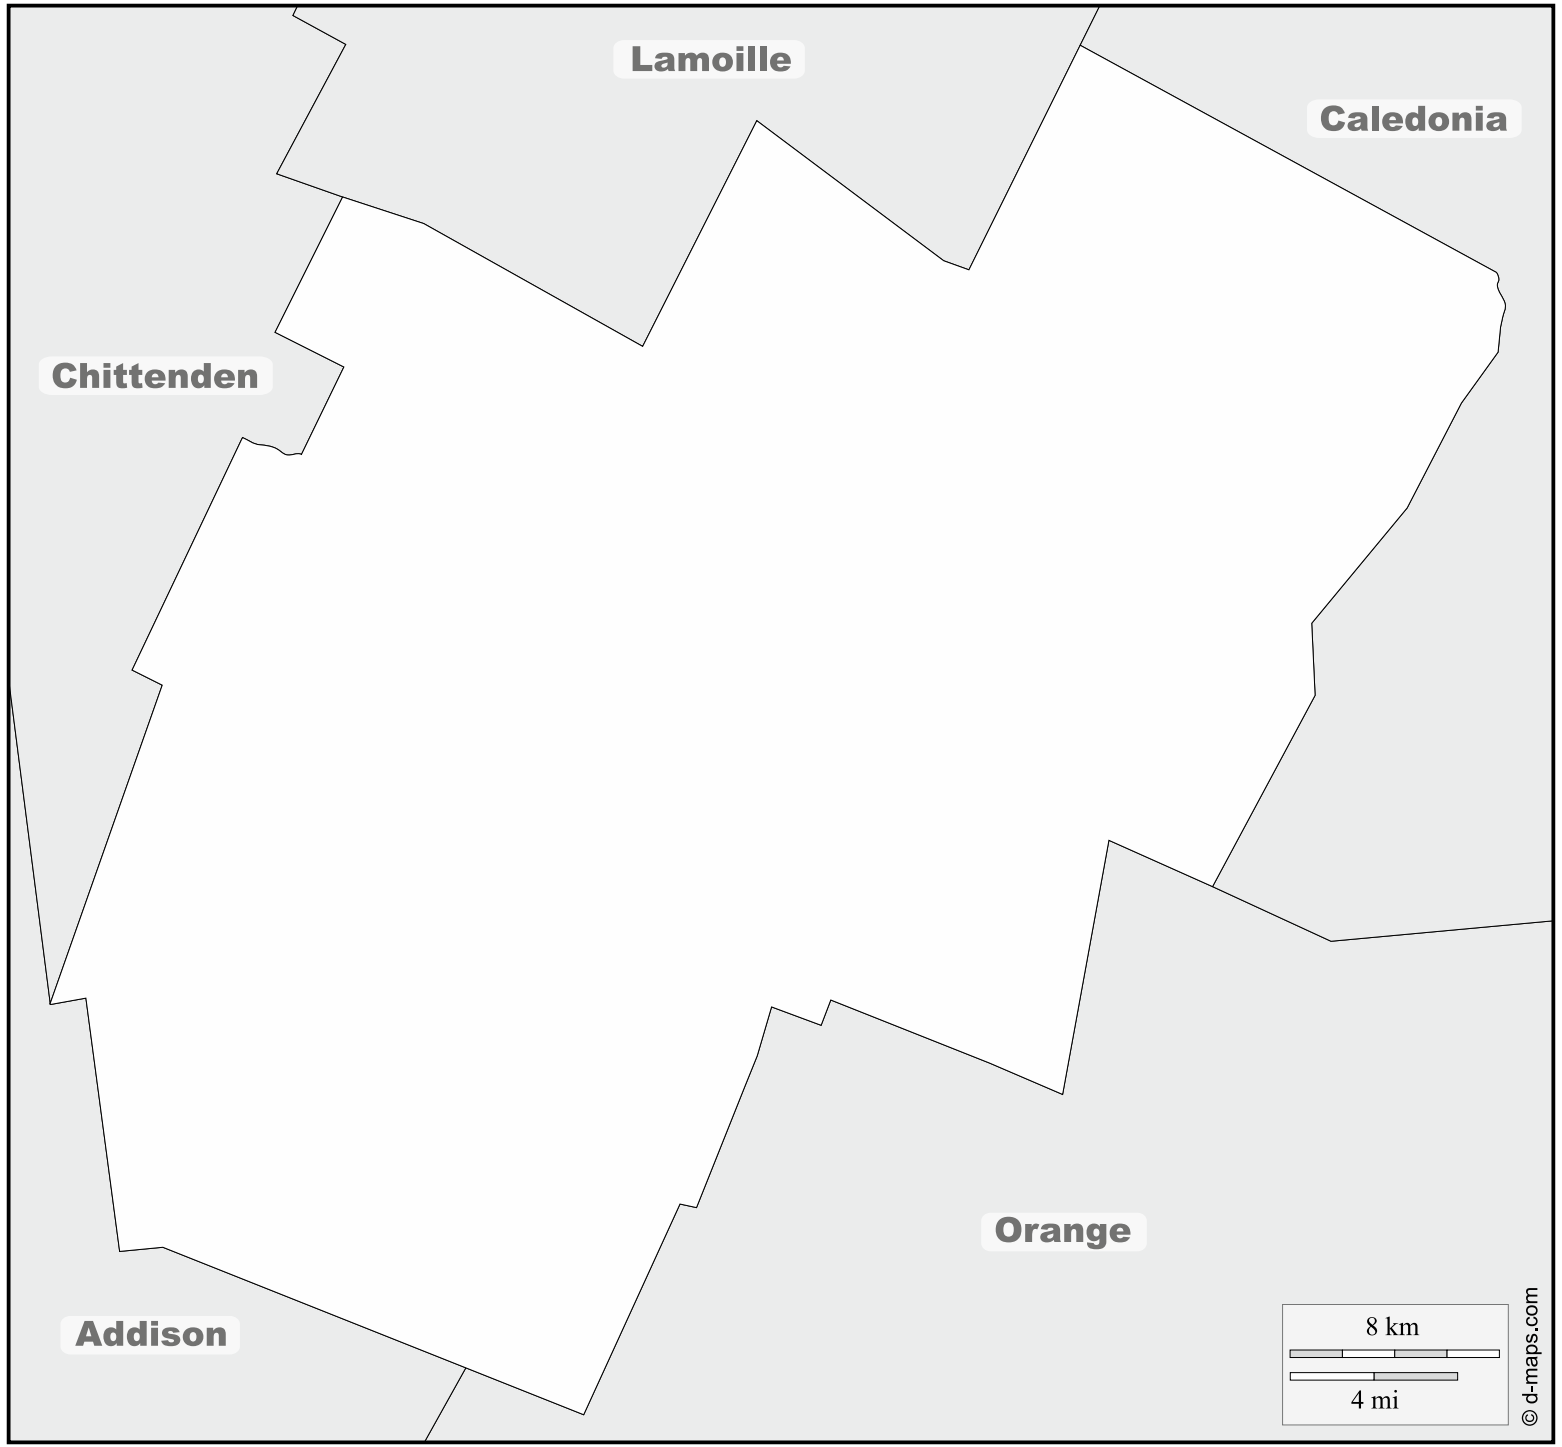 Lamoille
Caledonia
Chittenden
Orange
Addison
8 km
4 mi
© d-maps.com